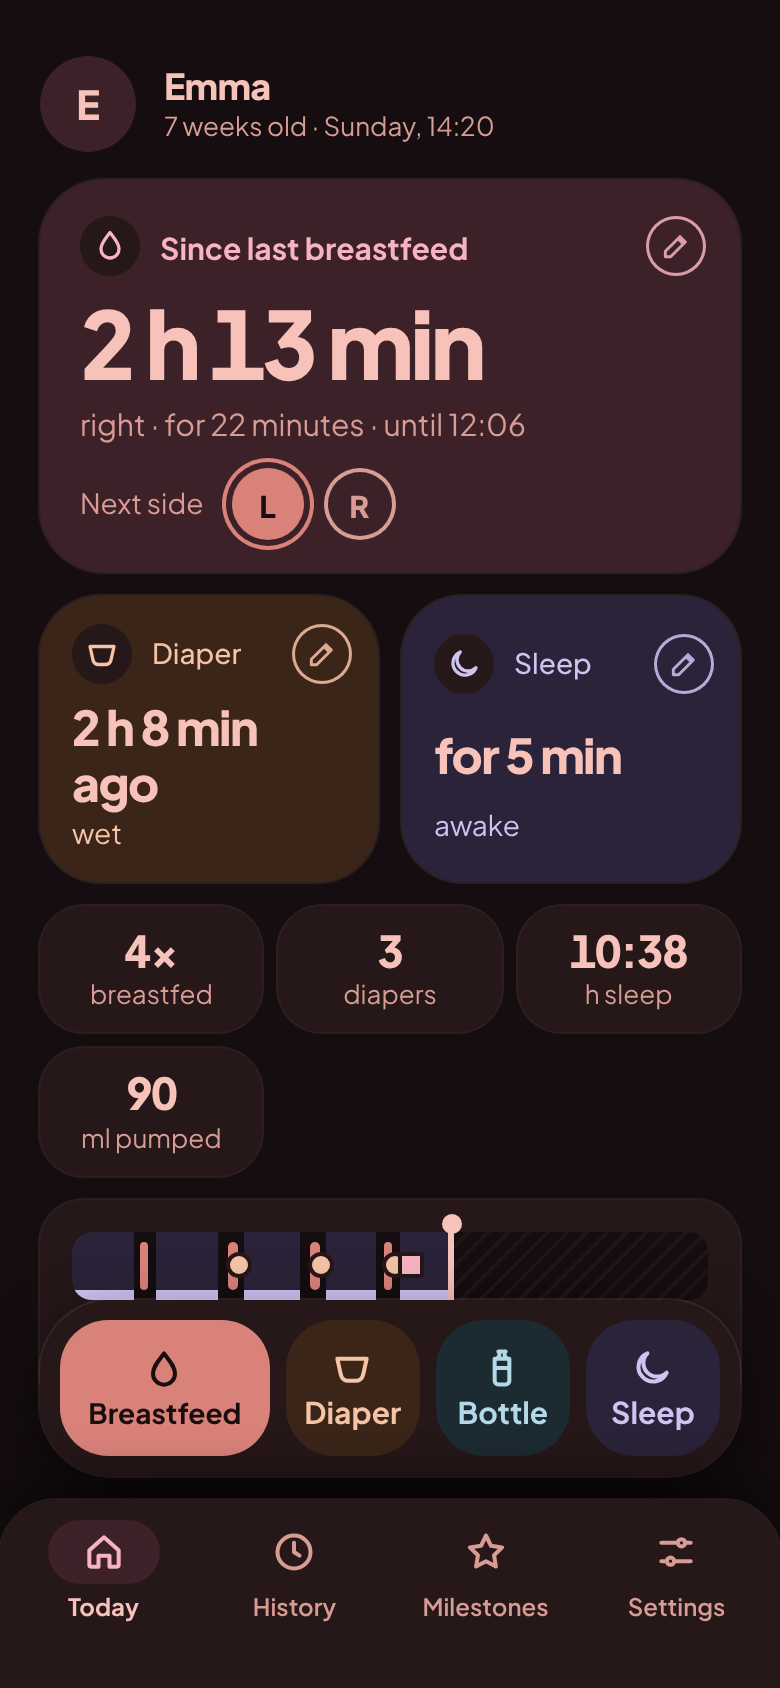 E
Emma
7 weeks old · Sunday, 14:20
Since last breastfeed
2 h 13 min
right · for 22 minutes · until 12:06
Next side L R
Diaper
2 h 8 min
ago
wet
Sleep
for 5 min
awake
4×
breastfed
3
diapers
10:38
h sleep
90
ml pumped
Breastfeed
Diaper
Bottle
Sleep
Today
History
Milestones
Settings